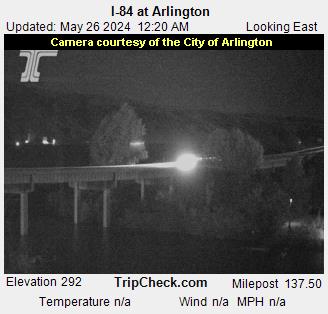 I-84 at Arlington
Updated: May 26 2024 12:20 AM Looking East
Camera courtesy of the City of Arlington
Elevation 292 TripCheck.com Milepost 137.50
Temperature n/a Wind n/a MPH n/a